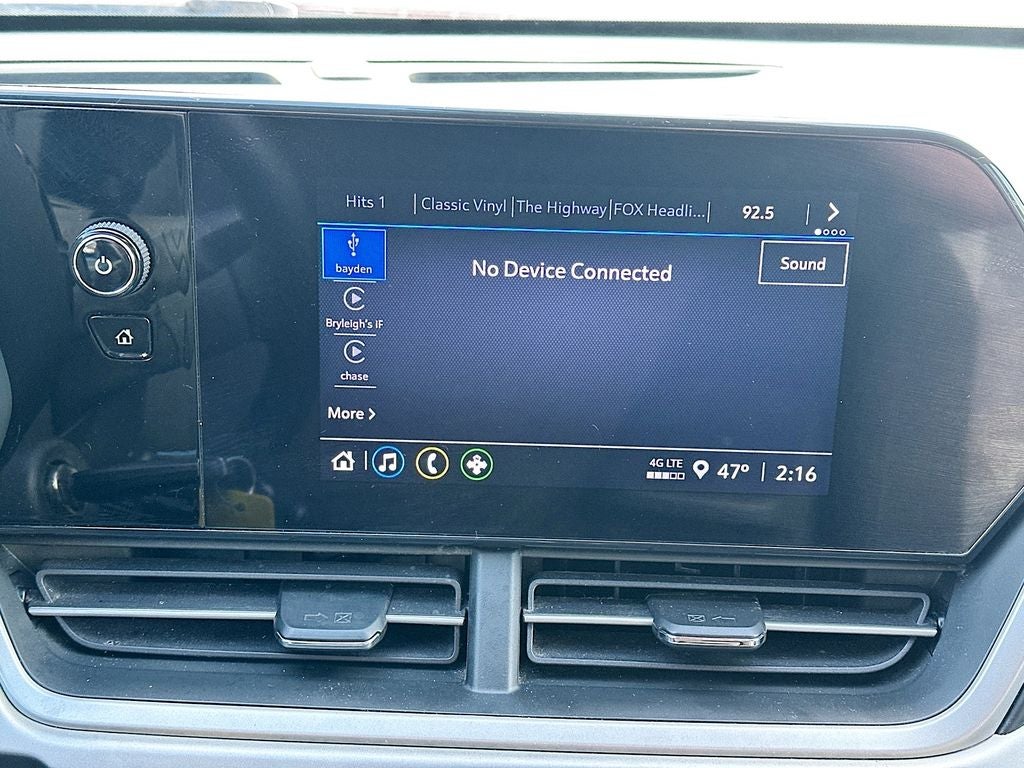 Hits 1 Classic Vinyl The Highway FOX Headli... 92.5
bayden
No Device Connected
Sound
Bryleigh's iF
chase
More
4G LTE
47° 2:16